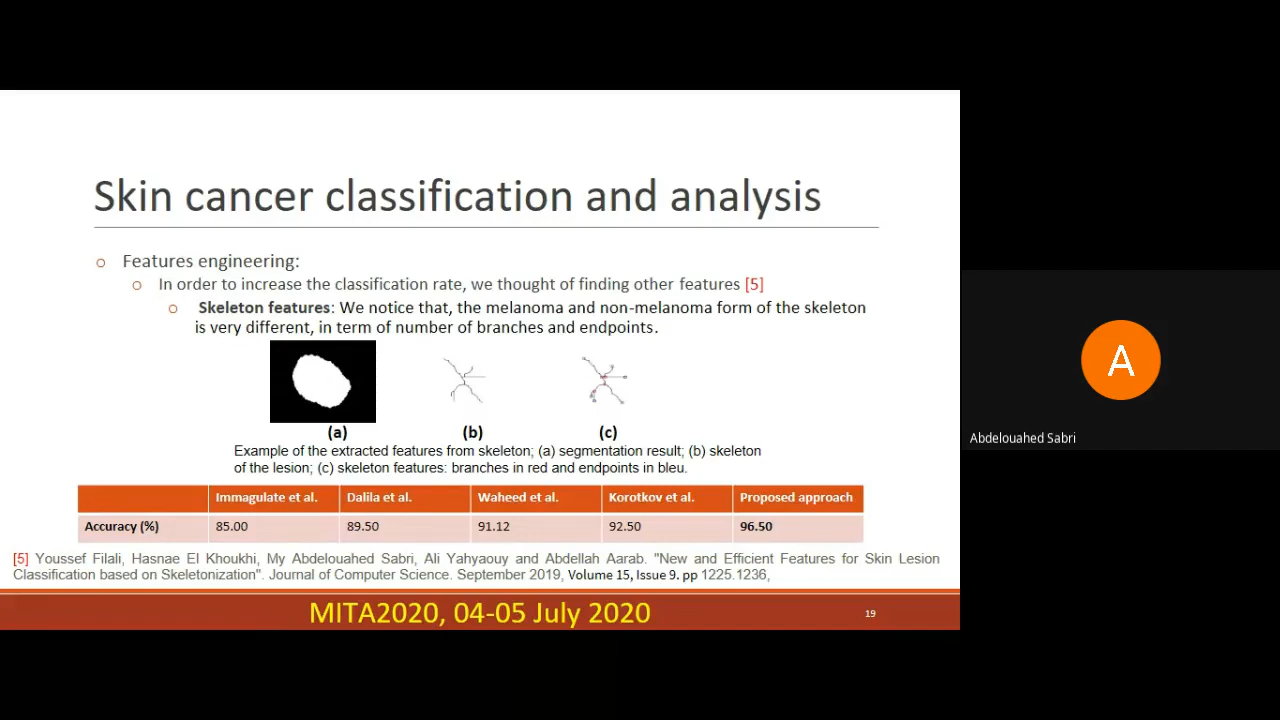 Skin cancer classification and analysis
o Features engineering:
o In order to increase the classification rate, we thought of finding other features [5]
o Skeleton features: We notice that, the melanoma and non-melanoma form of the skeleton
is very different, in term of number of branches and endpoints.
(a) (b) (c)
Example of the extracted features from skeleton; (a) segmentation result; (b) skeleton
of the lesion; (c) skeleton features: branches in red and endpoints in bleu.
Immagulate et al. Dalila et al. Waheed et al. Korotkov et al. Proposed approach
Accuracy (%) 85.00 89.50 91.12 92.50 96.50
[5] Youssef Filali, Hasnae El Khoukhi, My Abdelouahed Sabri, Ali Yahyaouy and Abdellah Aarab. "New and Efficient Features for Skin Lesion
Classification based on Skeletonization". Journal of Computer Science. September 2019, Volume 15, Issue 9. pp 1225.1236,
MITA2020, 04-05 July 2020
19
A
Abdelouahed Sabri